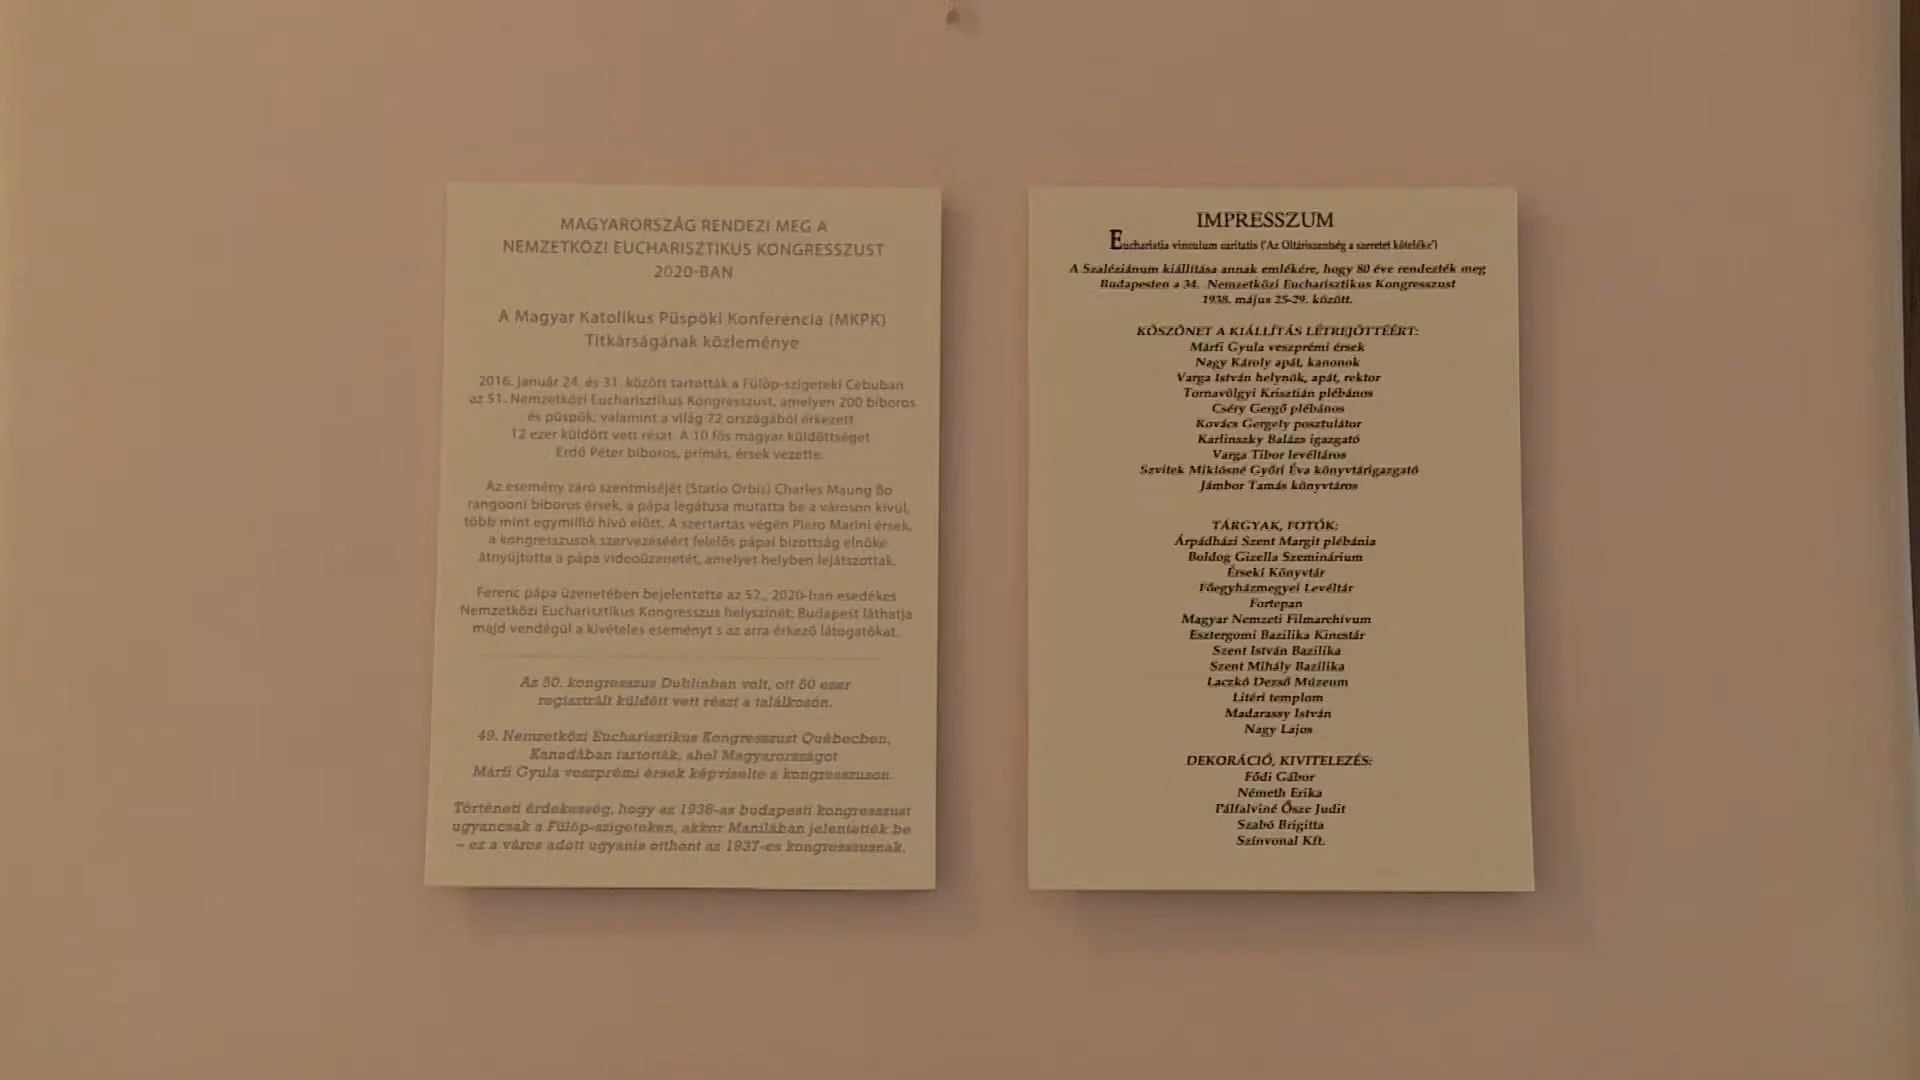 MAGYARORSZÁG RENDEZI MEG A
NEMZETKÖZI EUCHARISZTIKUS KONGRESSZUST
2020-BAN
A Magyar Katolikus Püspöki Konferencia (MKPK)
Titkárságának közleménye
2016. január 24. és 31. között tartották a Fülöp-szigeteki Cebuban
az 51. Nemzetközi Eucharisztikus Kongresszust, amelyen 200 bíboros
és püspök, valamint a világ 72 országából érkezett
12 ezer küldött vett részt. A 10 fős magyar küldöttséget
Erdő Péter bíboros, prímás, érsek vezette.
Az esemény záró szentmiséjét (Statio Orbis) Charles Maung Bo
rangooni bíboros érsek, a pápa legátusa mutatta be a városon kívül,
több mint egymillió hívő előtt. A szertartás végén Piero Marini érsek,
a kongresszusok szervezéséért felelős pápai bizottság elnöke
átnyújtotta a pápa videoüzenetét, amelyet helyben lejátszottak.
Ferenc pápa üzenetében bejelentette az 52., 2020-ban esedékes
Nemzetközi Eucharisztikus Kongresszus helyszínét: Budapest láthatja
majd vendégül a kivételes eseményt s az arra érkező látogatókat.
Az 50. kongresszus Dublinban volt, ott 50 ezer
regisztrált küldött vett részt a találkozón.
49. Nemzetközi Eucharisztikus Kongresszust Québecben,
Kanadában tartották, ahol Magyarországot
Márfi Gyula veszprémi érsek képviselte a kongresszuson.
Történeti érdekesség, hogy az 1938-as budapesti kongresszust
ugyancsak a Fülöp-szigeteken, akkor Manilában jelentették be
– ez a város adott ugyanis otthont az 1937-es kongresszusnak.
IMPRESSZUM
Eucharistia vinculum caritatis ("Az Oltáriszentség a szeretet köteléke")
A Szaléziánum kiállítása annak emlékére, hogy 80 éve rendezték meg
Budapesten a 34. Nemzetközi Eucharisztikus Kongresszust
1938. május 25-29. között.
KÖSZÖNET A KIÁLLÍTÁS LÉTREJÖTTÉÉRT:
Márfi Gyula veszprémi érsek
Nagy Károly apát, kanonok
Varga István helynök, apát, rektor
Tornavölgyi Krisztián plébános
Cséry Gergő plébános
Kovács Gergely posztulátor
Karlinszky Balázs igazgató
Varga Tibor levéltáros
Szvitek Miklósné Győri Éva könyvtárigazgató
Jámbor Tamás könyvtáros
TÁRGYAK, FOTÓK:
Árpádházi Szent Margit plébánia
Boldog Gizella Szeminárium
Érseki Könyvtár
Főegyházmegyei Levéltár
Fortepan
Magyar Nemzeti Filmarchívum
Esztergomi Bazilika Kincstár
Szent István Bazilika
Szent Mihály Bazilika
Laczkó Dezső Múzeum
Litéri templom
Madarassy István
Nagy Lajos
DEKORÁCIÓ, KIVITELEZÉS:
Fődi Gábor
Németh Erika
Pálfalviné Ősze Judit
Szabó Brigitta
Színvonal Kft.